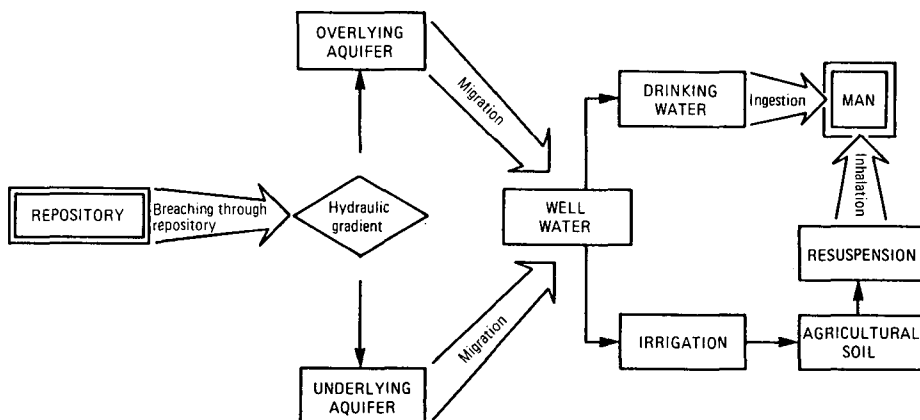 OVERLYING
AQUIFER
Migration
DRINKING
WATER
Ingestion
MAN
Inhalation
REPOSITORY
Breaching through
repository
Hydraulic
gradient
WELL
WATER
RESUSPENSION
Migration
IRRIGATION
AGRICULTURAL
SOIL
UNDERLYING
AQUIFER